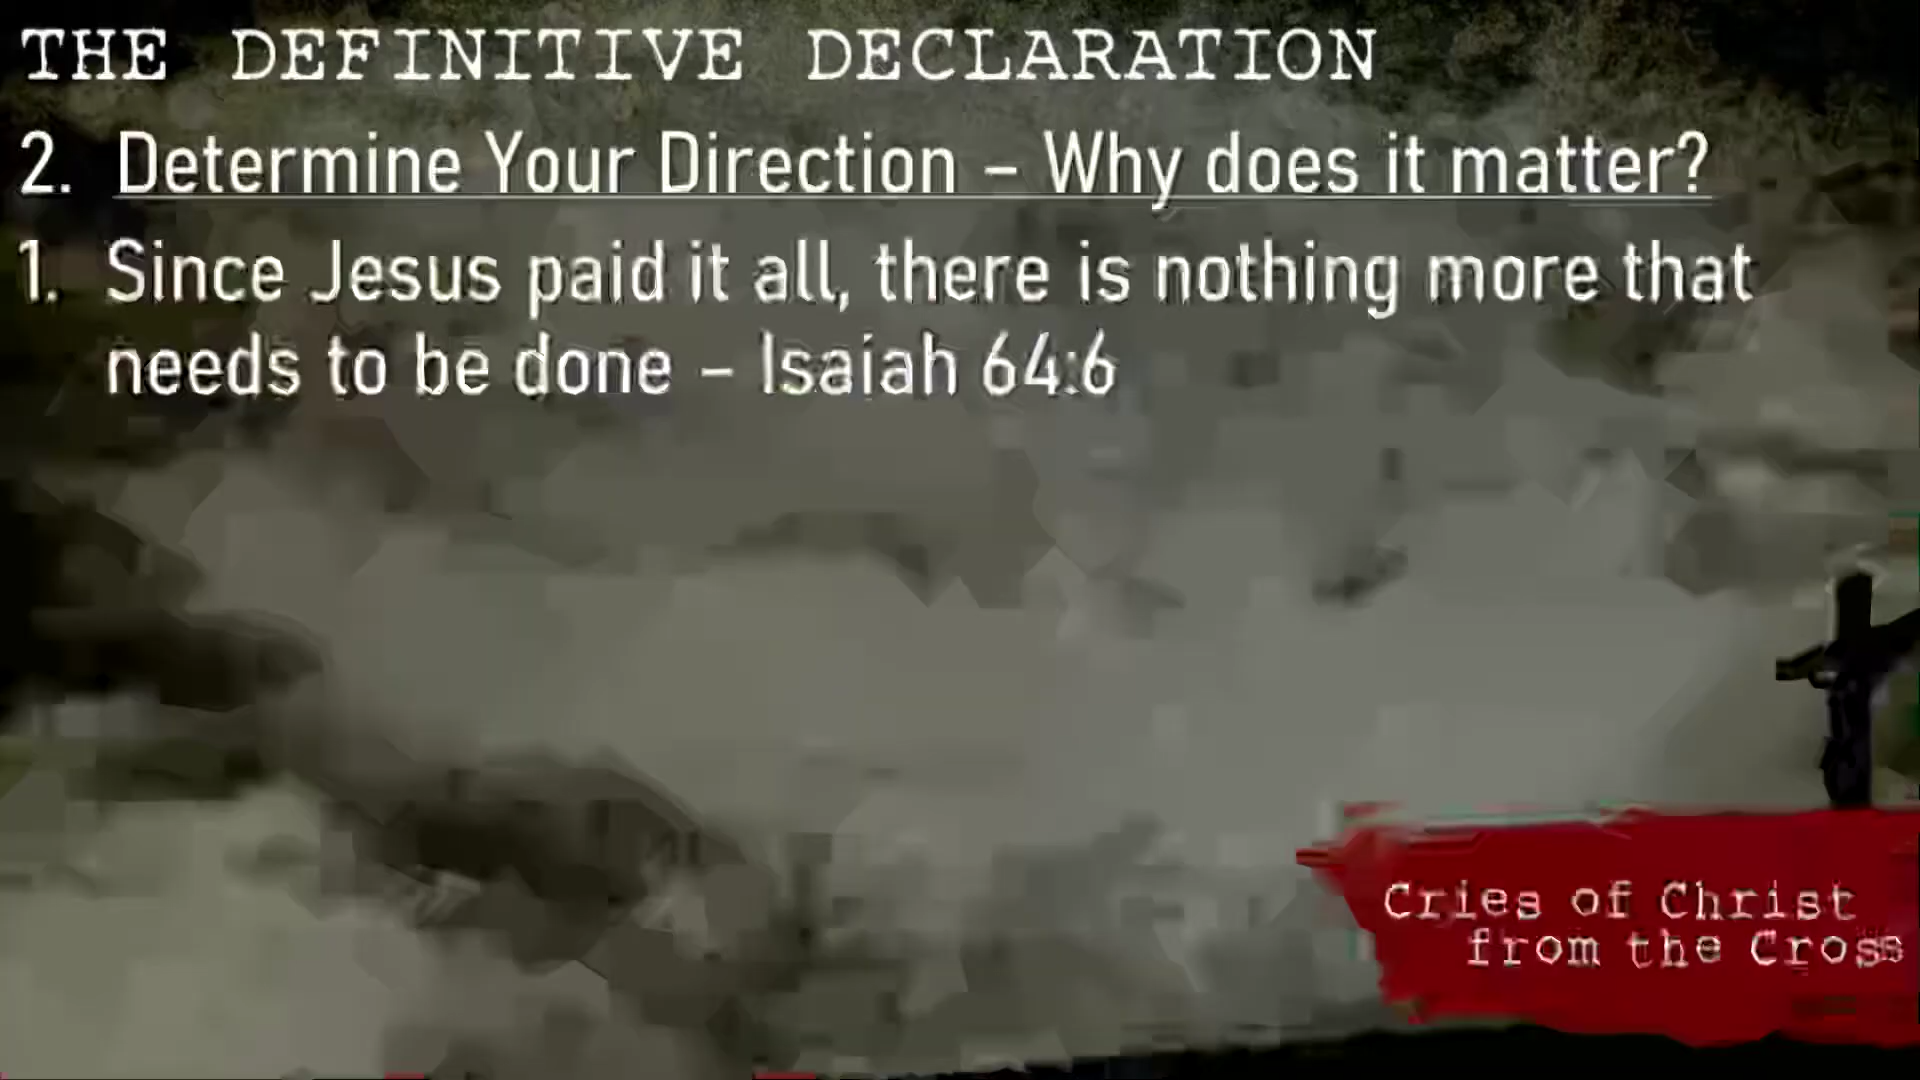 THE DEFINITIVE DECLARATION
2. Determine Your Direction – Why does it matter?
1. Since Jesus paid it all, there is nothing more that
needs to be done – Isaiah 64:6
Cries of Christ
from the Cross